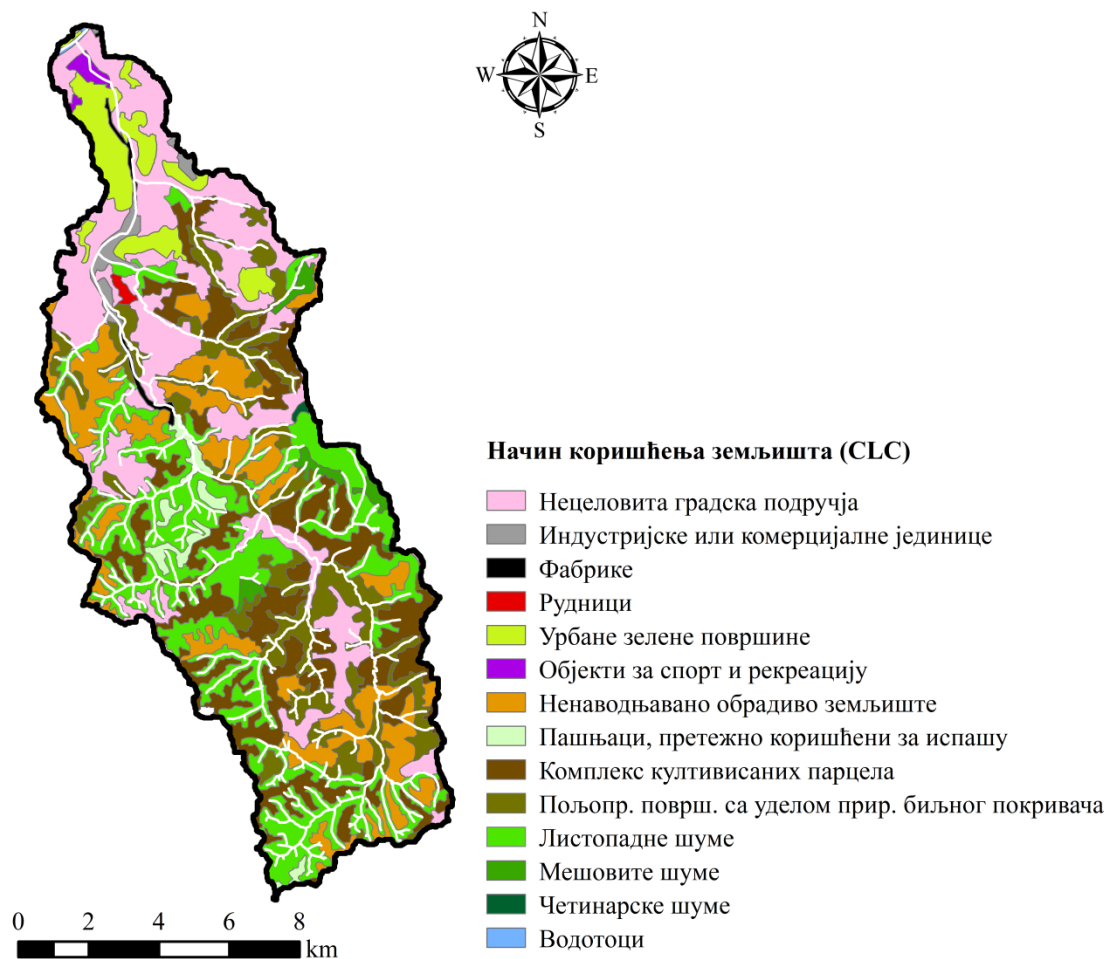 N
W E
S
Начин коришћења земљишта (CLC)
Нецеловита градска подручја
Индустријске или комерцијалне јединице
Фабрике
Рудници
Урбане зелене површине
Објекти за спорт и рекреацију
Ненаводњавано обрадиво земљиште
Пашњаци, претежно коришћени за испашу
Комплекс култивисаних парцела
Пољопр. површ. са уделом прир. биљног покривача
Листопадне шуме
Мешовите шуме
Четинарске шуме
Водотоци
0 2 4 6 8
km